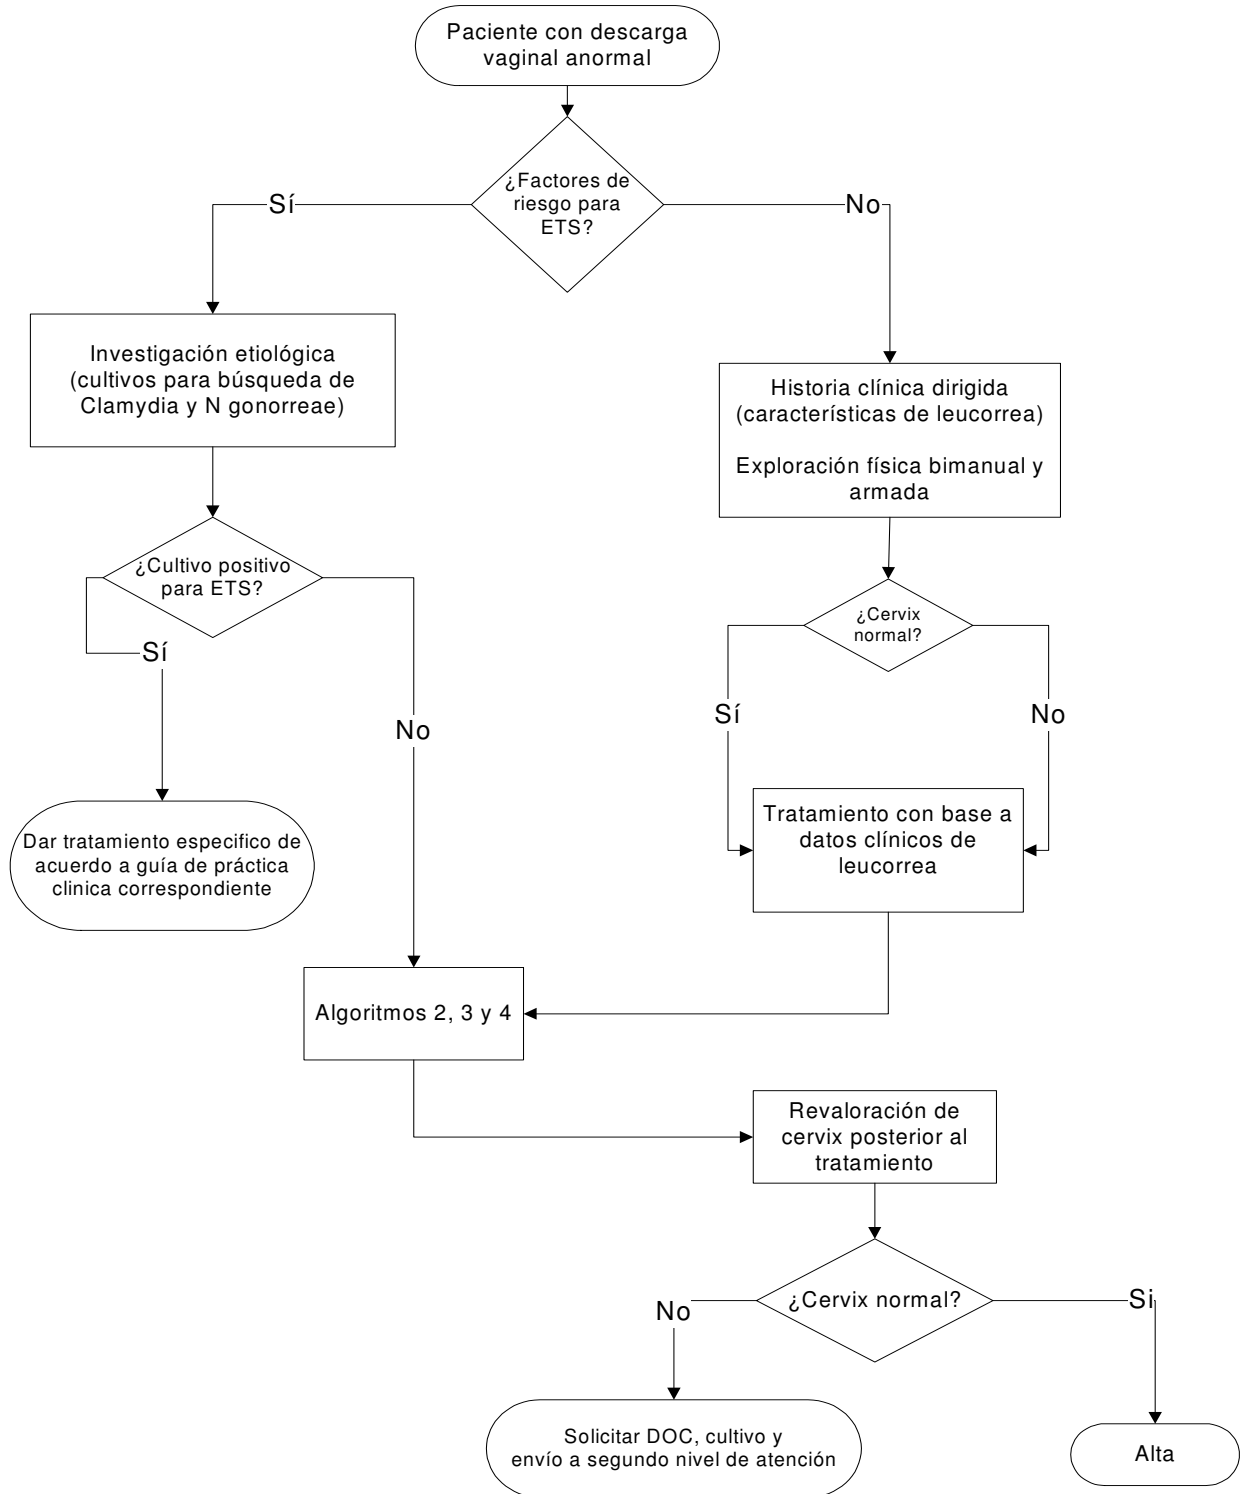 Paciente con descarga
vaginal anormal
¿Factores de
riesgo para
ETS?
Sí
No
Investigación etiológica
(cultivos para búsqueda de
Clamydia y N gonorreae)
Historia clínica dirigida
(características de leucorrea)
Exploración física bimanual y
armada
¿Cultivo positivo
para ETS?
Sí
No
¿Cervix
normal?
Sí
No
Dar tratamiento especifico de
acuerdo a guía de práctica
clinica correspondiente
Tratamiento con base a
datos clínicos de
leucorrea
Algoritmos 2, 3 y 4
Revaloración de
cervix posterior al
tratamiento
¿Cervix normal?
No
Si
Solicitar DOC, cultivo y
envío a segundo nivel de atención
Alta